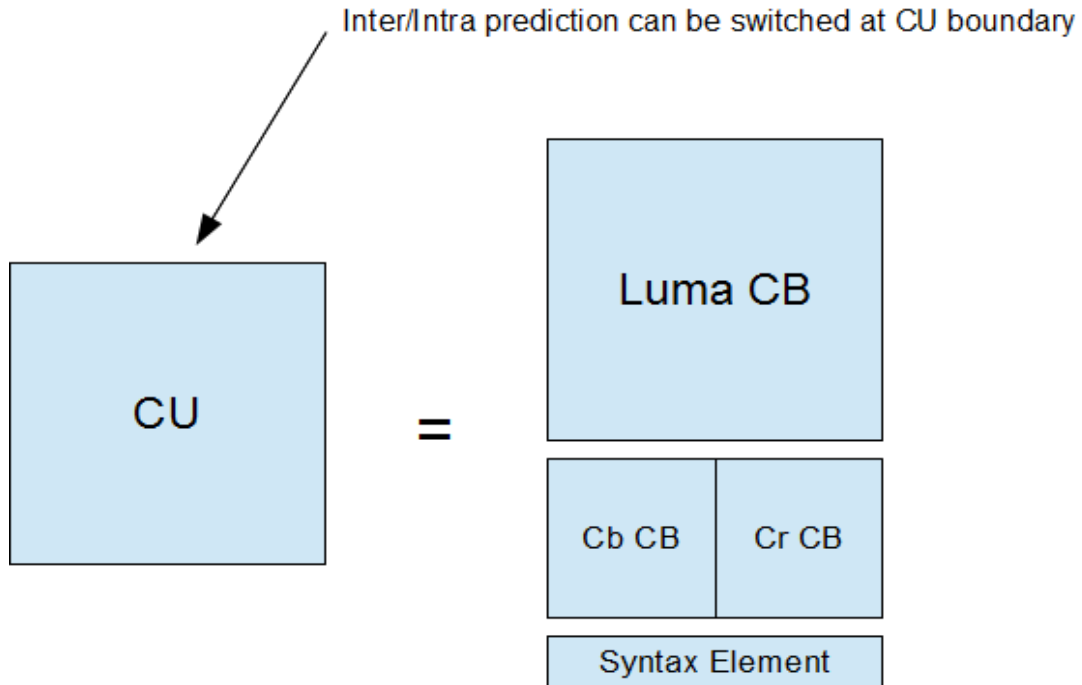 Inter/Intra prediction can be switched at CU boundary
Luma CB
CU
=
Cb CB
Cr CB
Syntax Element